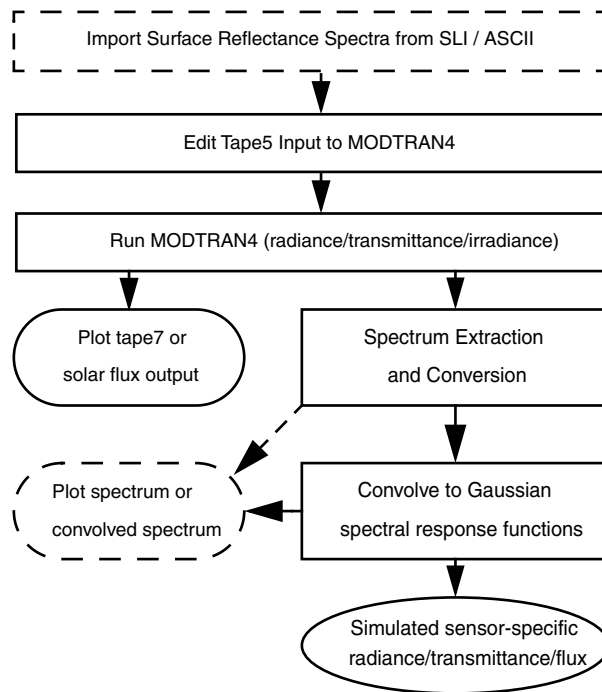 Import Surface Reflectance Spectra from SLI / ASCII
Edit Tape5 Input to MODTRAN4
Run MODTRAN4 (radiance/transmittance/irradiance)
Plot tape7 or
solar flux output
Spectrum Extraction
and Conversion
Plot spectrum or
convolved spectrum
Convolve to Gaussian
spectral response functions
Simulated sensor-specific
radiance/transmittance/flux